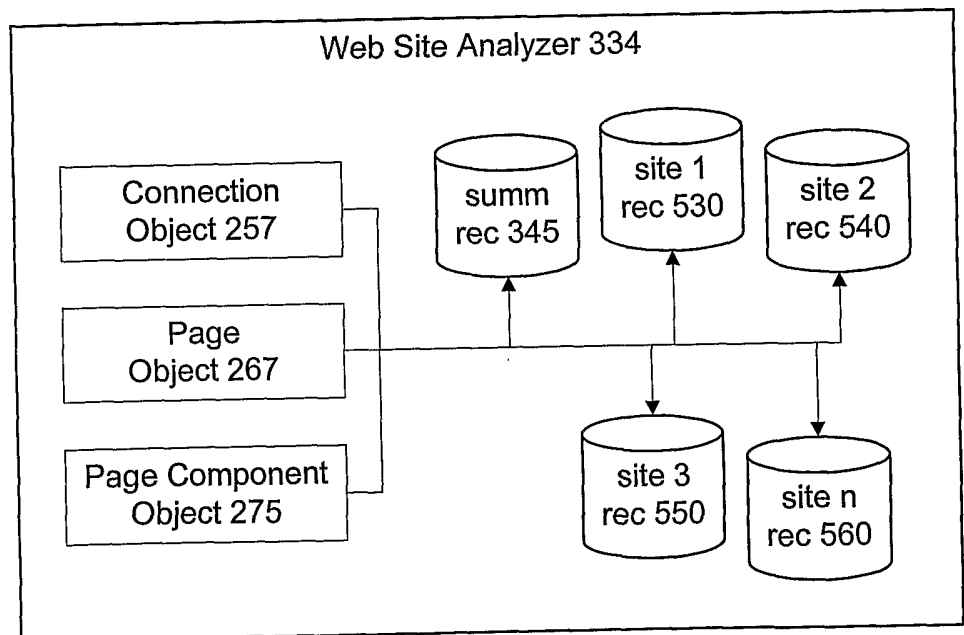 Web Site Analyzer 334
Connection
Object 257
Page
Object 267
Page Component
Object 275
summ
rec 345
site 1
rec 530
site 2
rec 540
site 3
rec 550
site n
rec 560